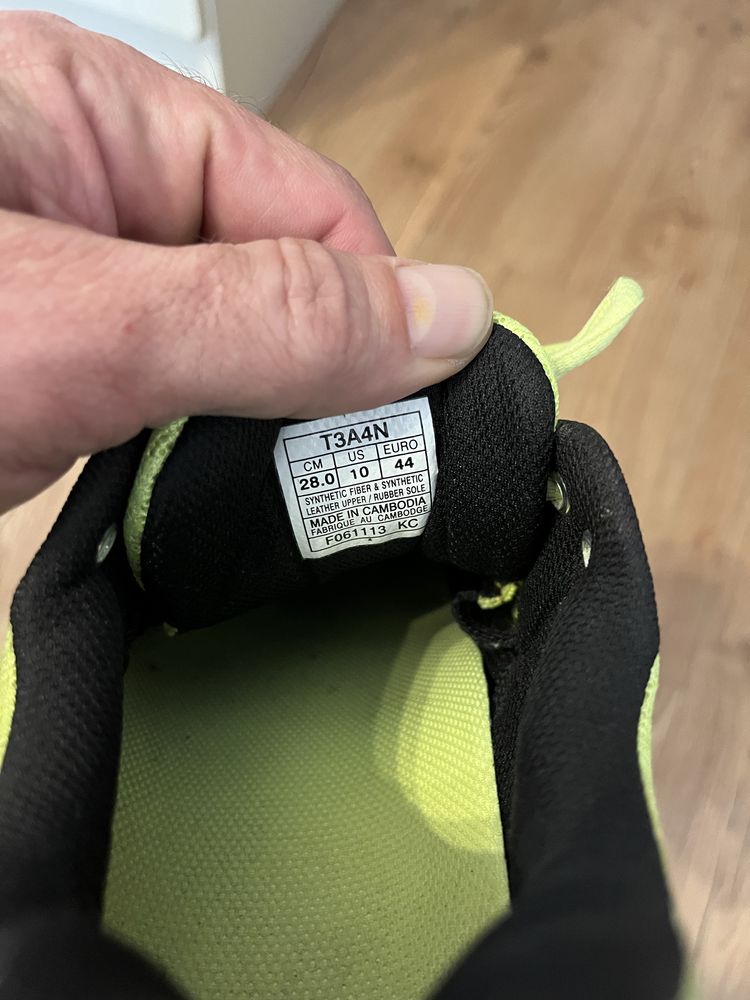 T3A4N
CM US EURO
28.0 10 44
SYNTHETIC FIBER & SYNTHETIC
LEATHER UPPER / RUBBER SOLE
MADE IN CAMBODIA
FABRIQUE AU CAMBODGE
F061113 KC